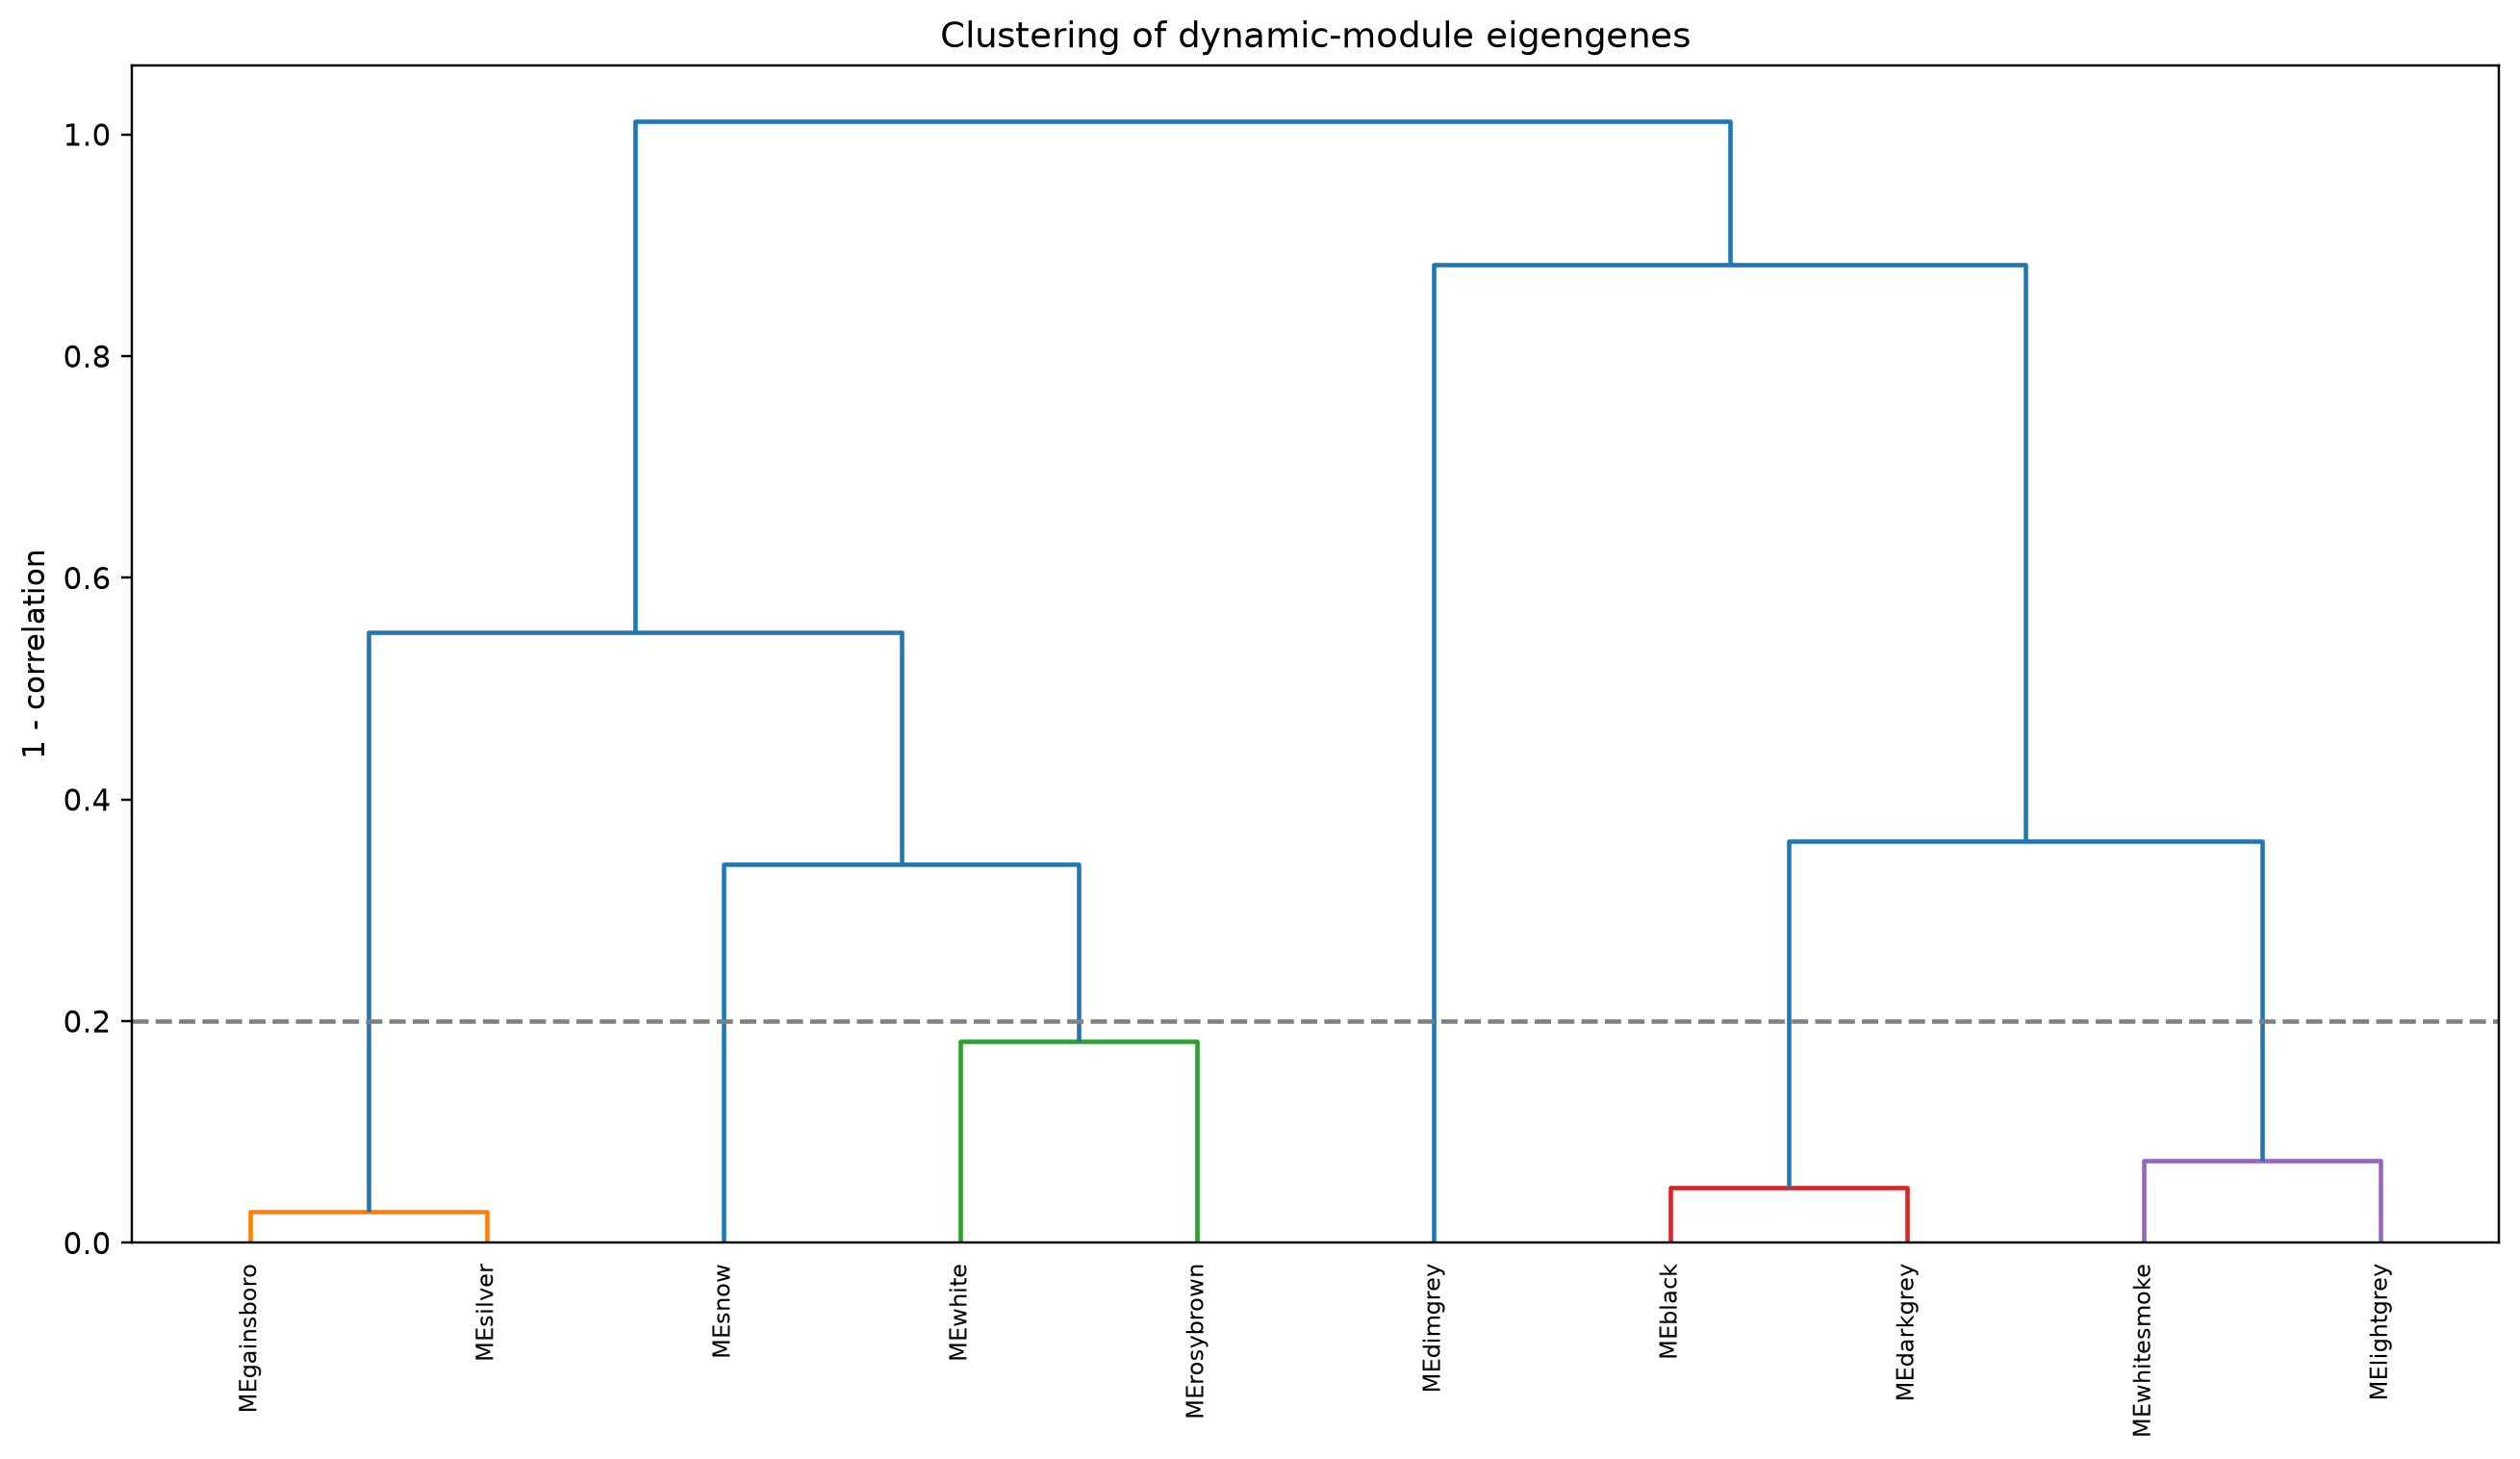 Clustering of dynamic-module eigengenes
1 - correlation
1.0
0.8
0.6
0.4
0.2
0.0
MEgainsboro
MEsilver
MEsnow
MEwhite
MErosybrown
MEdimgrey
MEblack
MEdarkgrey
MEwhitesmoke
MElightgrey